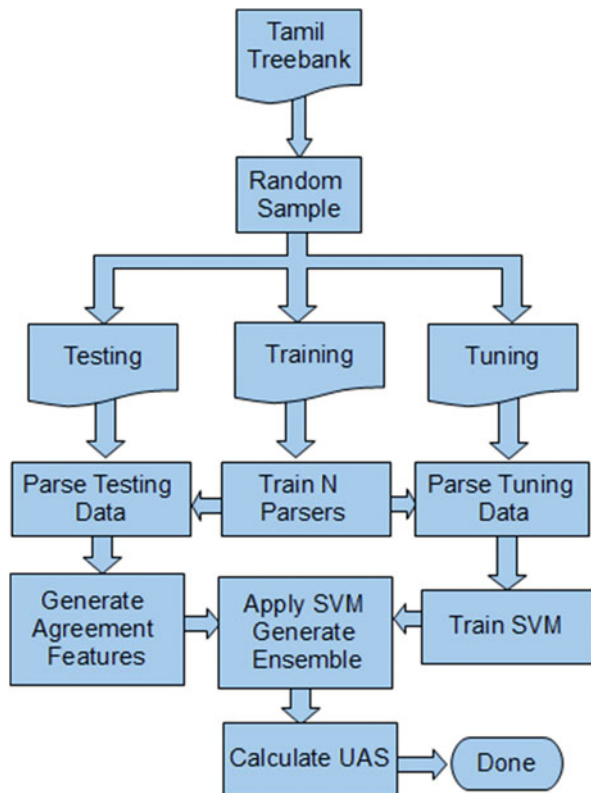 Tamil
Treebank
Random
Sample
Testing
Training
Tuning
Parse Testing
Data
Train N
Parsers
Parse Tuning
Data
Generate
Agreement
Features
Apply SVM
Generate
Ensemble
Train SVM
Calculate UAS
Done